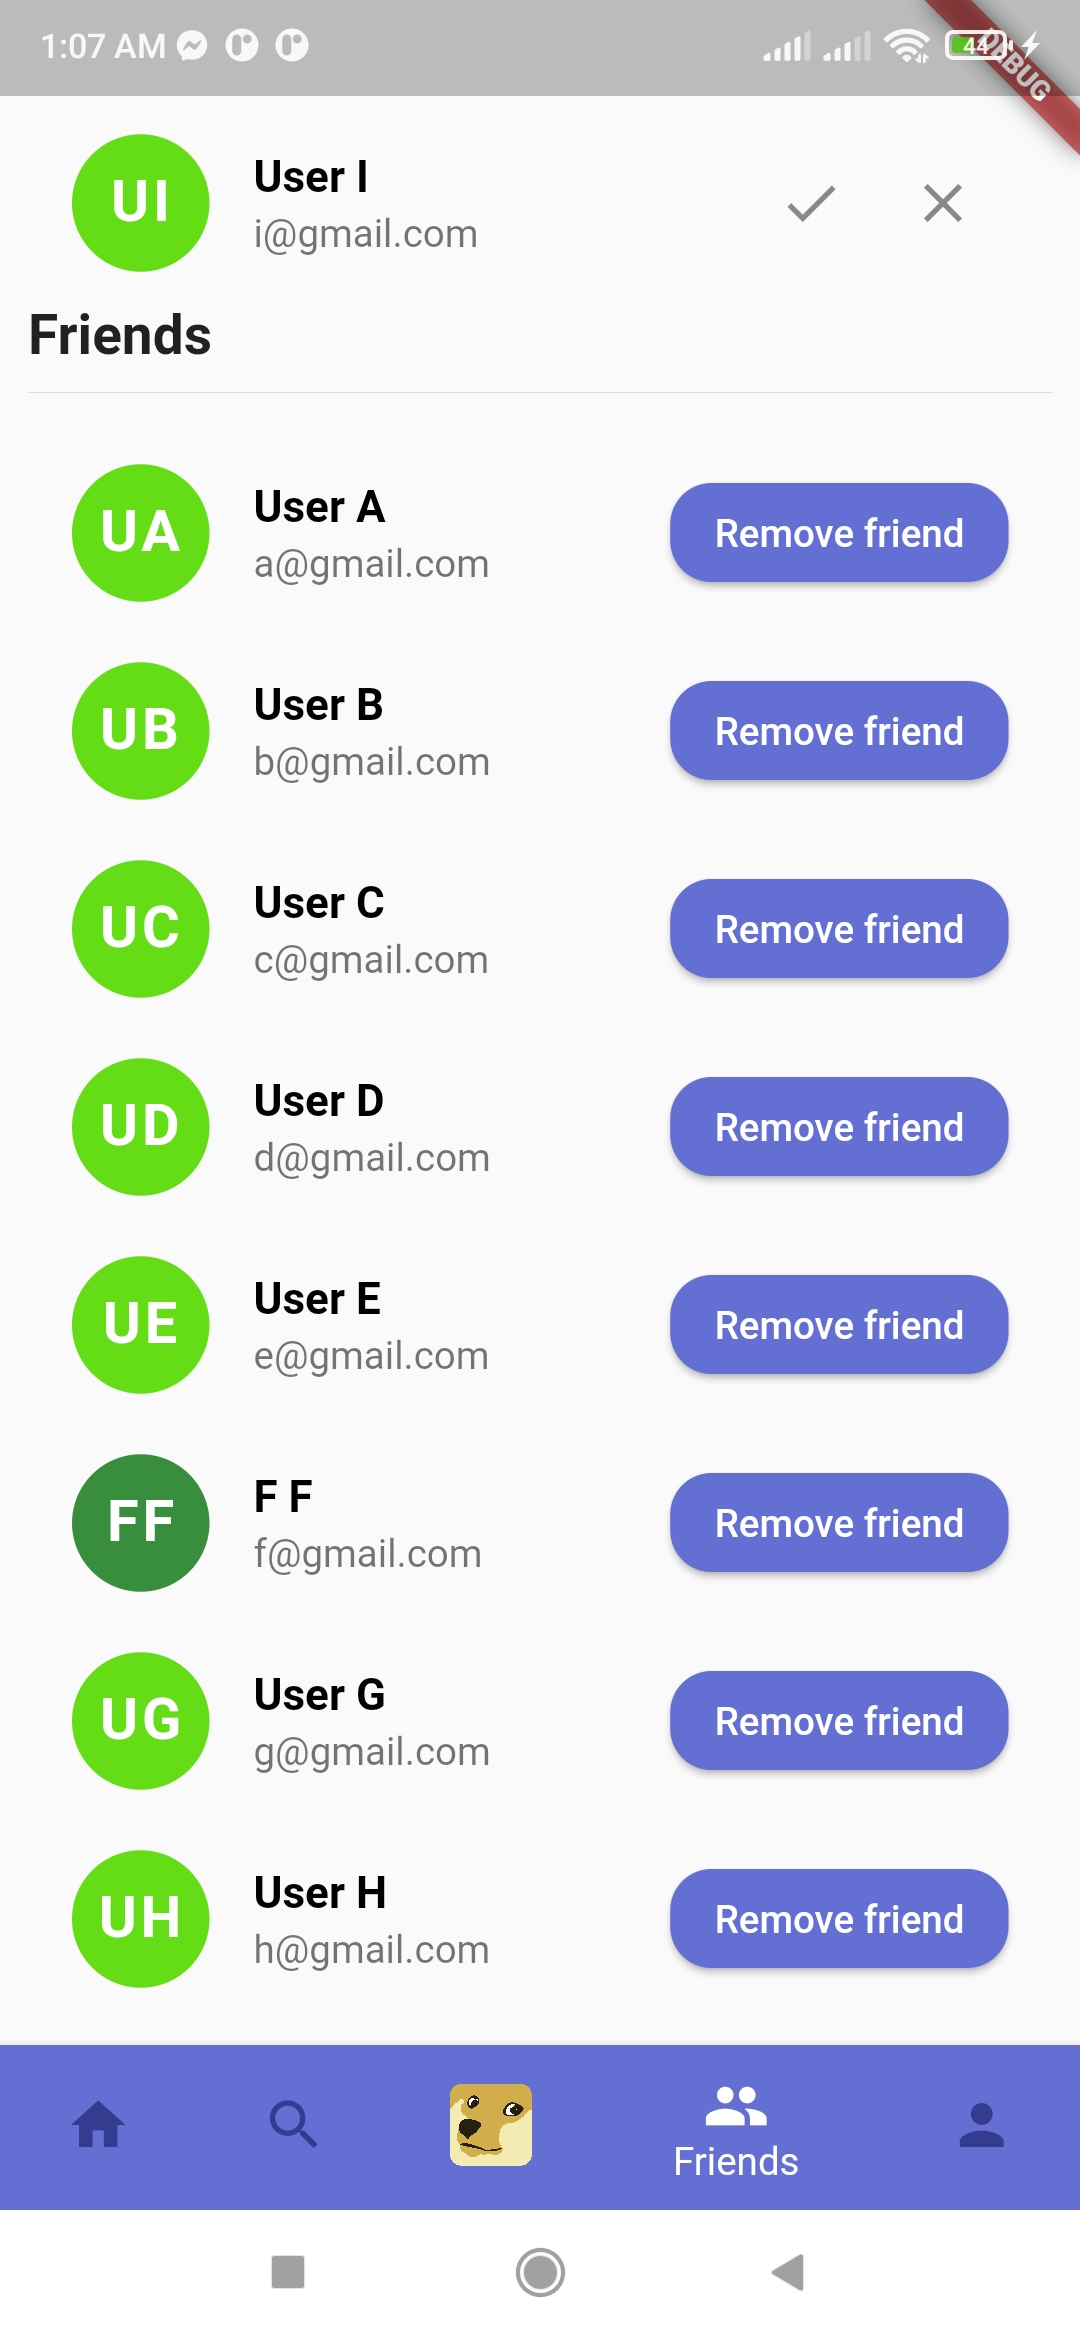 1:07 AM
44
DEBUG
UI
User I
i@gmail.com
Friends
UA
User A
a@gmail.com
Remove friend
UB
User B
b@gmail.com
Remove friend
UC
User C
c@gmail.com
Remove friend
UD
User D
d@gmail.com
Remove friend
UE
User E
e@gmail.com
Remove friend
FF
F F
f@gmail.com
Remove friend
UG
User G
g@gmail.com
Remove friend
UH
User H
h@gmail.com
Remove friend
Friends